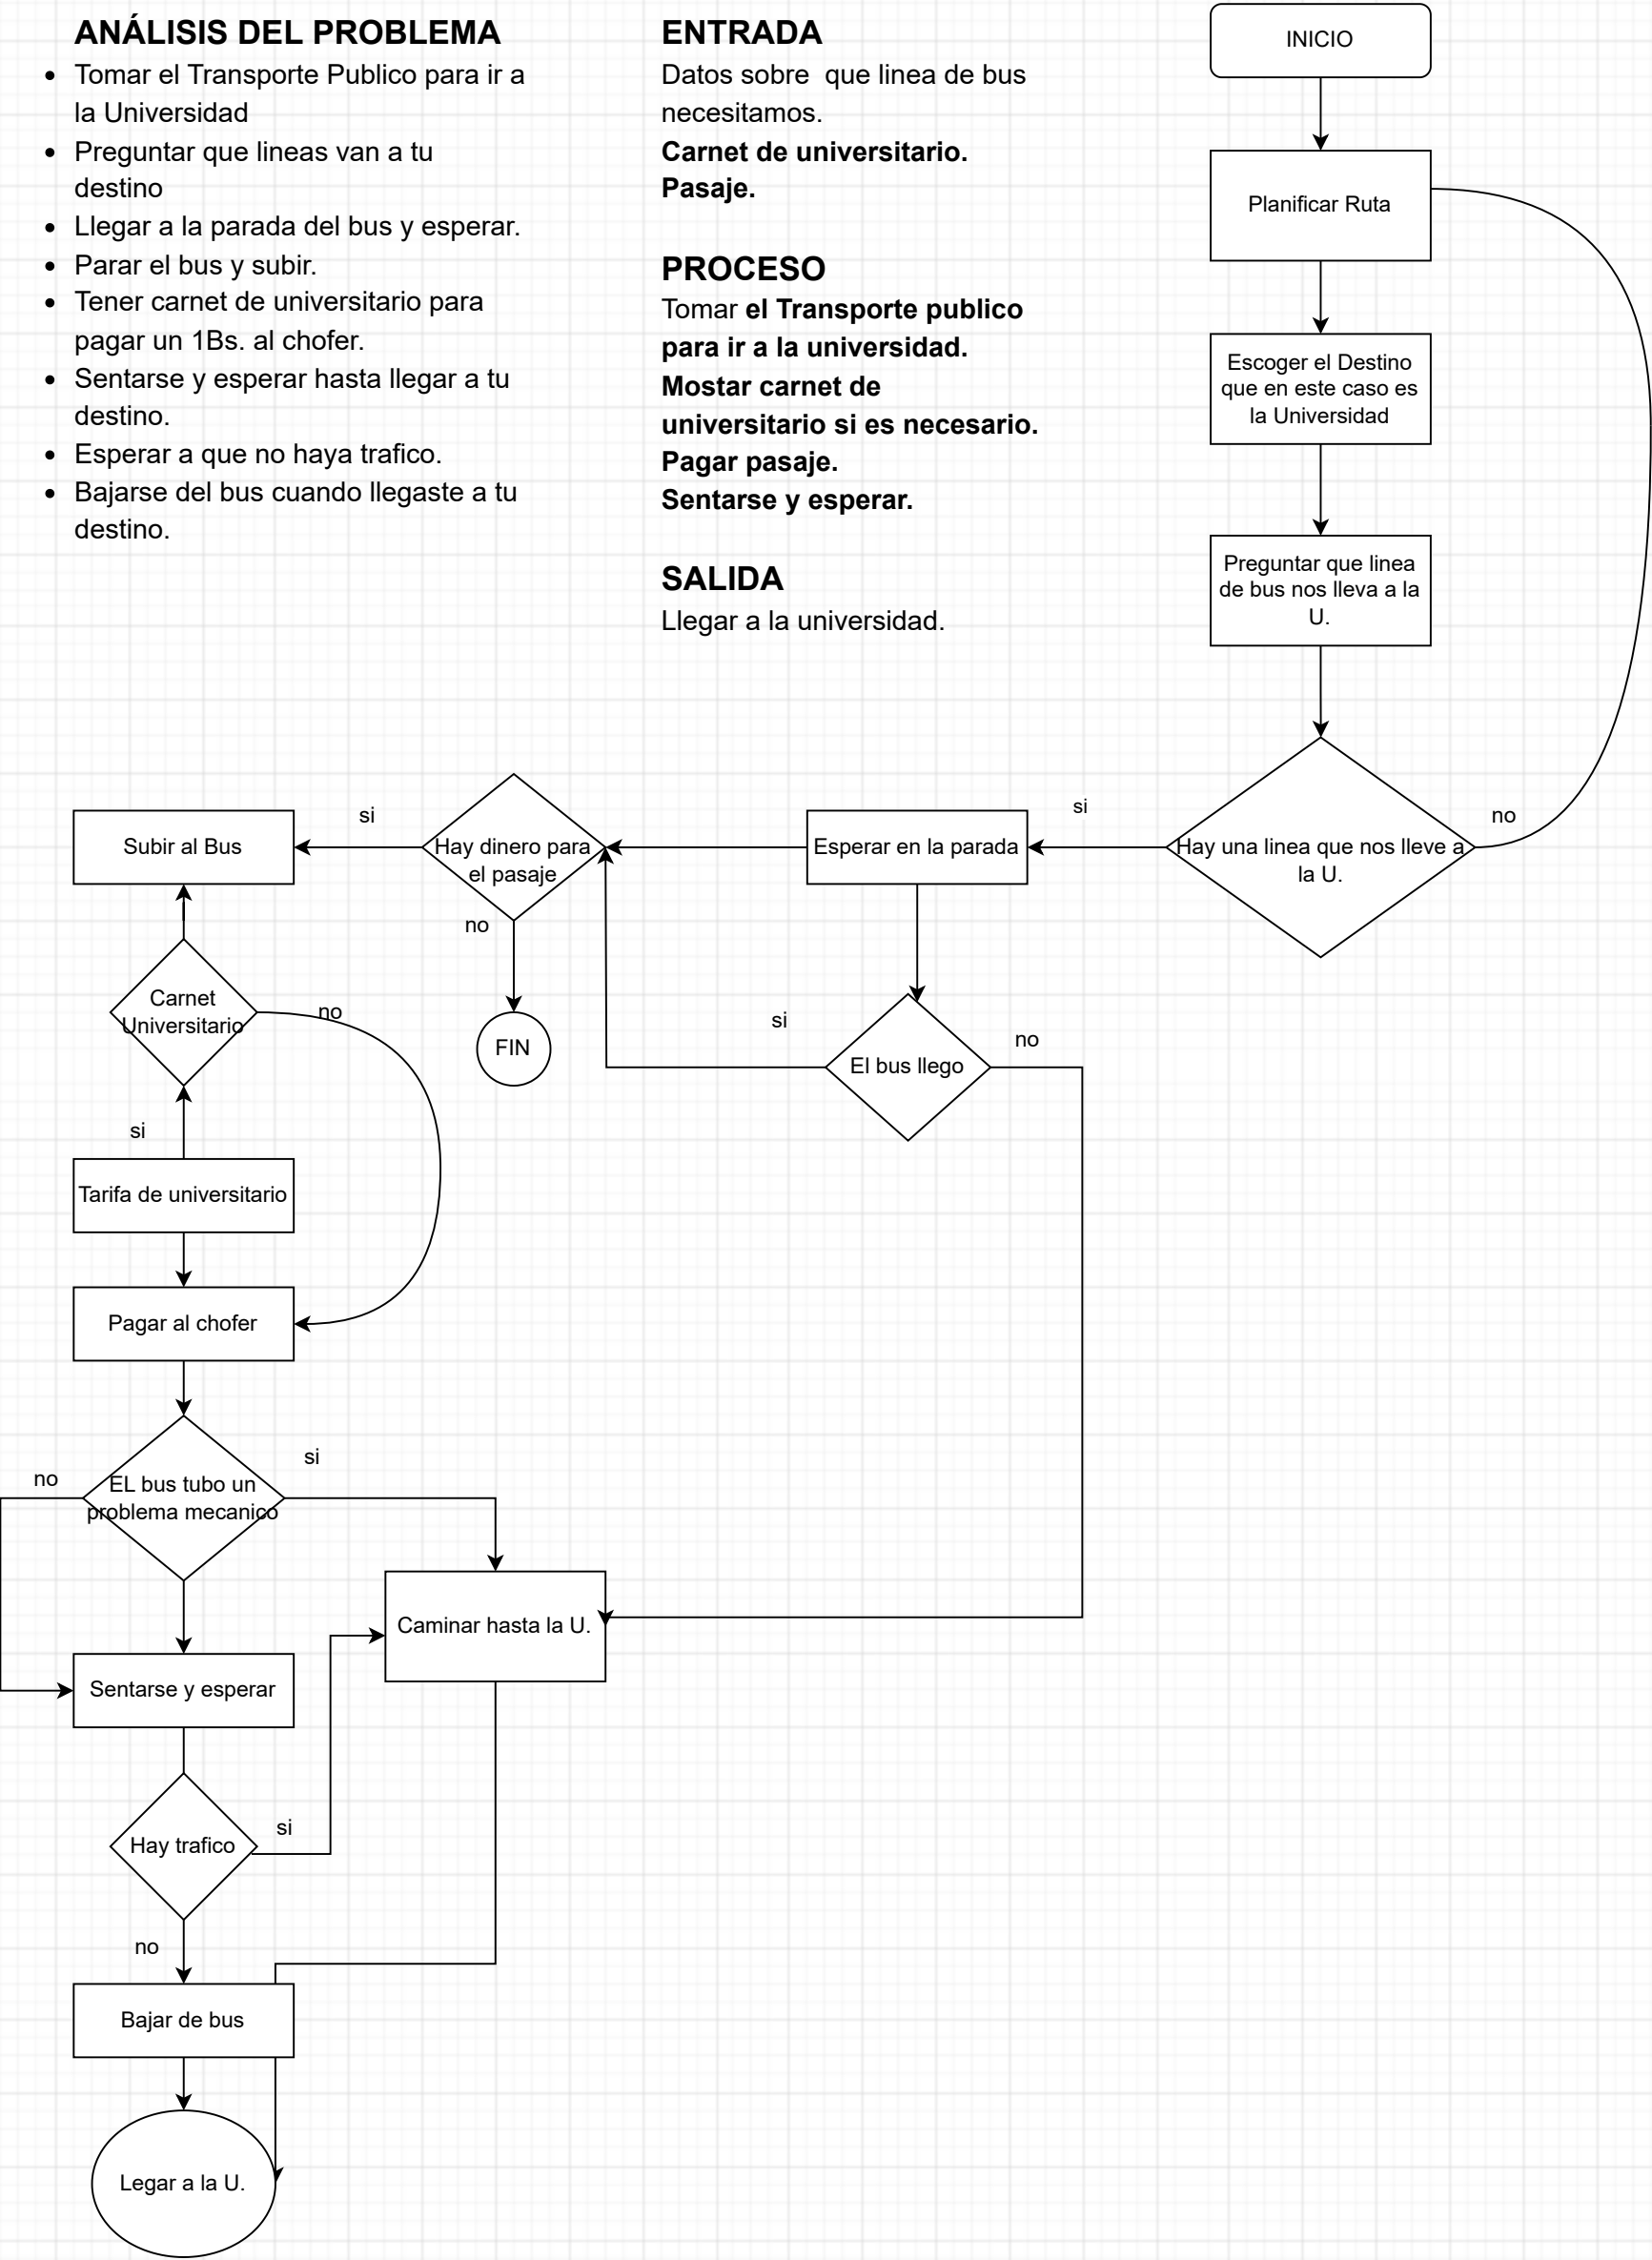 ANÁLISIS DEL PROBLEMA
Tomar el Transporte Publico para ir a
la Universidad
Preguntar que lineas van a tu
destino
Llegar a la parada del bus y esperar.
Parar el bus y subir.
Tener carnet de universitario para
pagar un 1Bs. al chofer.
Sentarse y esperar hasta llegar a tu
destino.
Esperar a que no haya trafico.
Bajarse del bus cuando llegaste a tu
destino.
ENTRADA
Datos sobre  que linea de bus
necesitamos.
Carnet de universitario.
Pasaje.
PROCESO
Tomar el Transporte publico
para ir a la universidad.
Mostar carnet de
universitario si es necesario.
Pagar pasaje.
Sentarse y esperar.
SALIDA
Llegar a la universidad.
INICIO
Planificar Ruta
Escoger el Destino
que en este caso es
la Universidad
Preguntar que linea
de bus nos lleva a la
U.
Hay una linea que nos lleve a
la U.
no
si
Esperar en la parada
El bus llego
si
no
Hay dinero para
el pasaje
si
no
FIN
Subir al Bus
Carnet
Universitario
no
si
Tarifa de universitario
Pagar al chofer
EL bus tubo un
problema mecanico
no
si
Caminar hasta la U.
Sentarse y esperar
Hay trafico
si
no
Bajar de bus
Legar a la U.